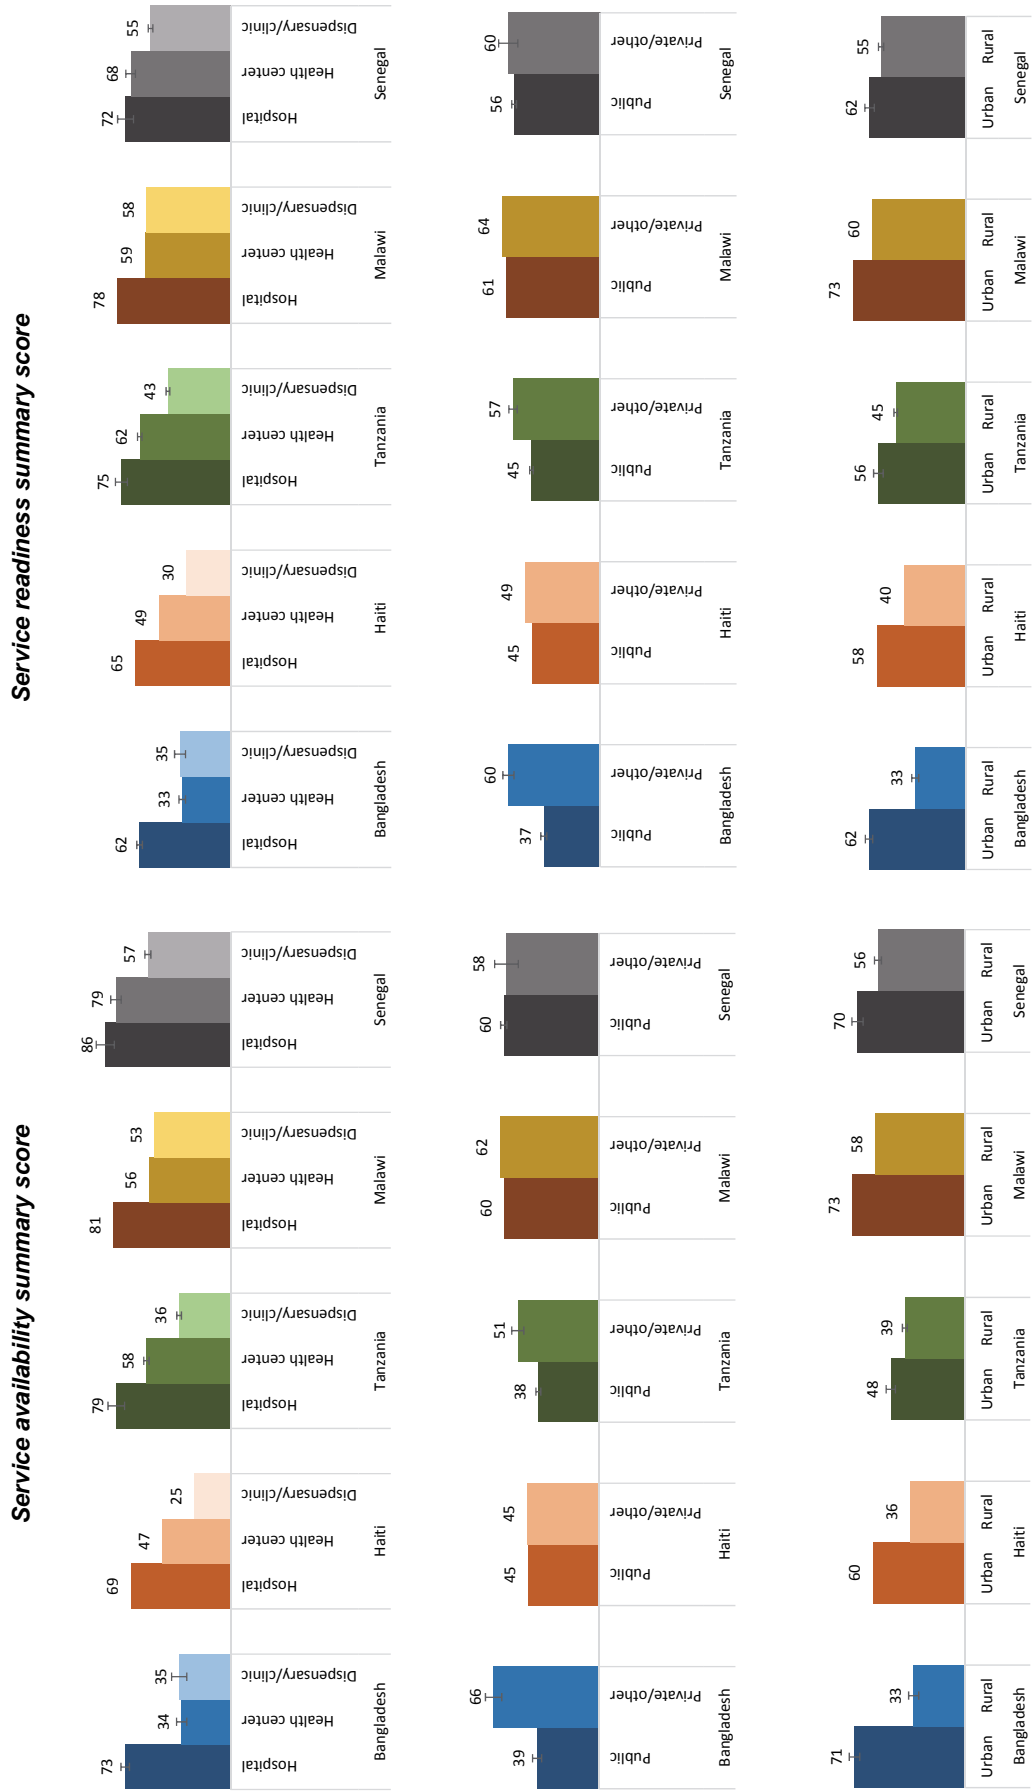 Service availability summary score
73
34
35
Hospital
Health center
Dispensary/clinic
Bangladesh
69
47
25
Hospital
Health center
Dispensary/clinic
Haiti
79
58
36
Hospital
Health center
Dispensary/clinic
Tanzania
81
56
53
Hospital
Health center
Dispensary/clinic
Malawi
86
79
57
Hospital
Health center
Dispensary/clinic
Senegal
39
66
Public
Private/other
Bangladesh
45
45
Public
Private/other
Haiti
38
51
Public
Private/other
Tanzania
60
62
Public
Private/other
Malawi
60
58
Public
Private/other
Senegal
71
33
Urban
Rural
Bangladesh
60
36
Urban
Rural
Haiti
48
39
Urban
Rural
Tanzania
73
58
Urban
Rural
Malawi
70
56
Urban
Rural
Senegal
Service readiness summary score
62
33
35
Hospital
Health center
Dispensary/clinic
Bangladesh
65
49
30
Hospital
Health center
Dispensary/clinic
Haiti
75
62
43
Hospital
Health center
Dispensary/clinic
Tanzania
78
59
58
Hospital
Health center
Dispensary/clinic
Malawi
72
68
55
Hospital
Health center
Dispensary/clinic
Senegal
37
60
Public
Private/other
Bangladesh
45
49
Public
Private/other
Haiti
45
57
Public
Private/other
Tanzania
61
64
Public
Private/other
Malawi
56
60
Public
Private/other
Senegal
62
33
Urban
Rural
Bangladesh
58
40
Urban
Rural
Haiti
56
45
Urban
Rural
Tanzania
73
60
Urban
Rural
Malawi
62
55
Urban
Rural
Senegal